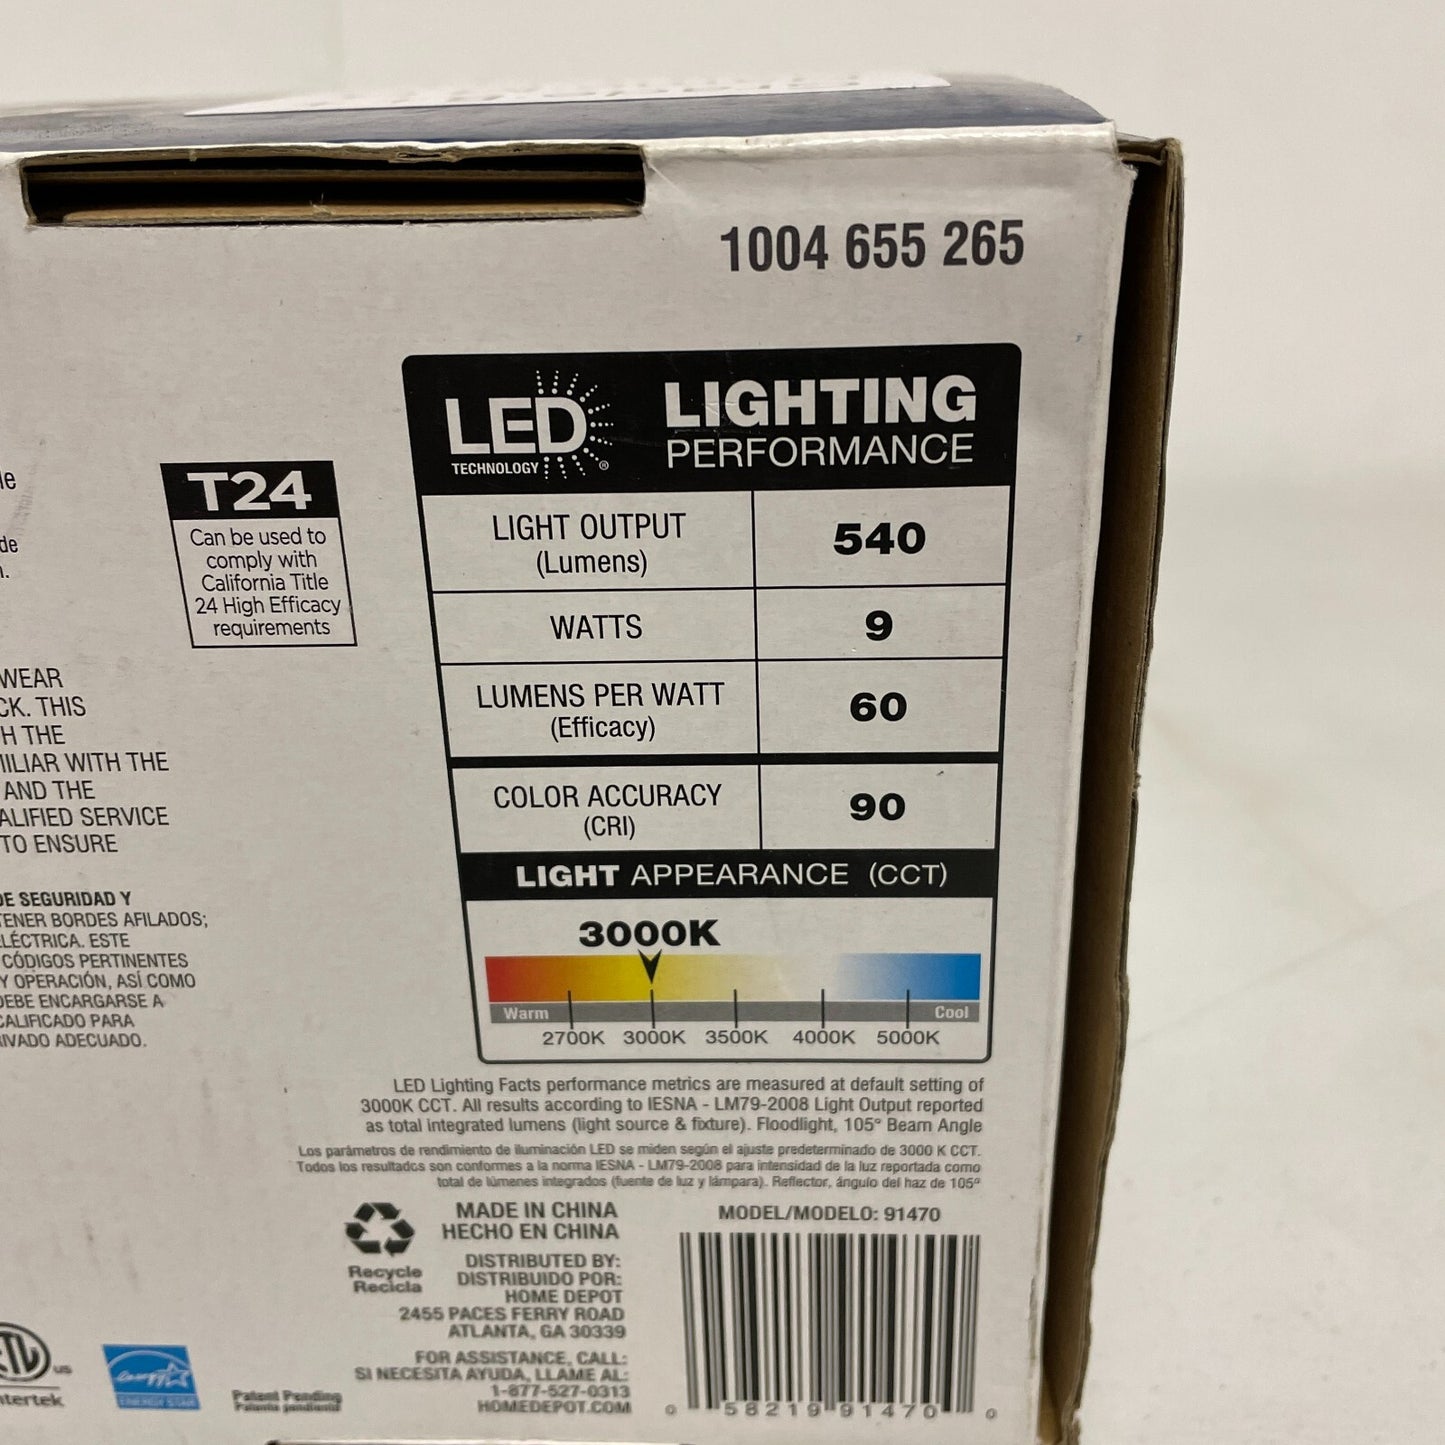 1004 655 265
LED
TECHNOLOGY ®
LIGHTING
PERFORMANCE
LIGHT OUTPUT
(Lumens)
540
WATTS
9
LUMENS PER WATT
(Efficacy)
60
COLOR ACCURACY
(CRI)
90
LIGHT APPEARANCE (CCT)
3000K
Warm
Cool
2700K 3000K 3500K 4000K 5000K
T24
Can be used to
comply with
California Title
24 High Efficacy
requirements
de
WEAR
CK. THIS
H THE
MILIAR WITH THE
AND THE
ALIFIED SERVICE
TO ENSURE
DE SEGURIDAD Y
TENER BORDES AFILADOS;
LÉCTRICA. ESTE
CÓDIGOS PERTINENTES
Y OPERACIÓN, ASÍ COMO
DEBE ENCARGARSE A
CALIFICADO PARA
IVADO ADECUADO.
LED Lighting Facts performance metrics are measured at default setting of
3000K CCT. All results according to IESNA - LM79-2008 Light Output reported
as total integrated lumens (light source & fixture). Floodlight, 105° Beam Angle
Los parámetros de rendimiento de iluminación LED se miden según el ajuste predeterminado de 3000 K CCT.
Todos los resultados son conformes a la norma IESNA - LM79-2008 para intensidad de la luz reportada como
total de lúmenes integrados (fuente de luz y lámpara). Reflector, ángulo del haz de 105°
Recycle
Recicla
MADE IN CHINA
HECHO EN CHINA
DISTRIBUTED BY:
DISTRIBUIDO POR:
HOME DEPOT
2455 PACES FERRY ROAD
ATLANTA, GA 30339
FOR ASSISTANCE, CALL:
SI NECESITA AYUDA, LLAME AL:
1-877-527-0313
HOMEDEPOT.COM
MODEL/MODELO: 91470
0 58219 91470 0
ETL US
Intertek
energy
ENERGY STAR
Patent Pending
Patente pendiente